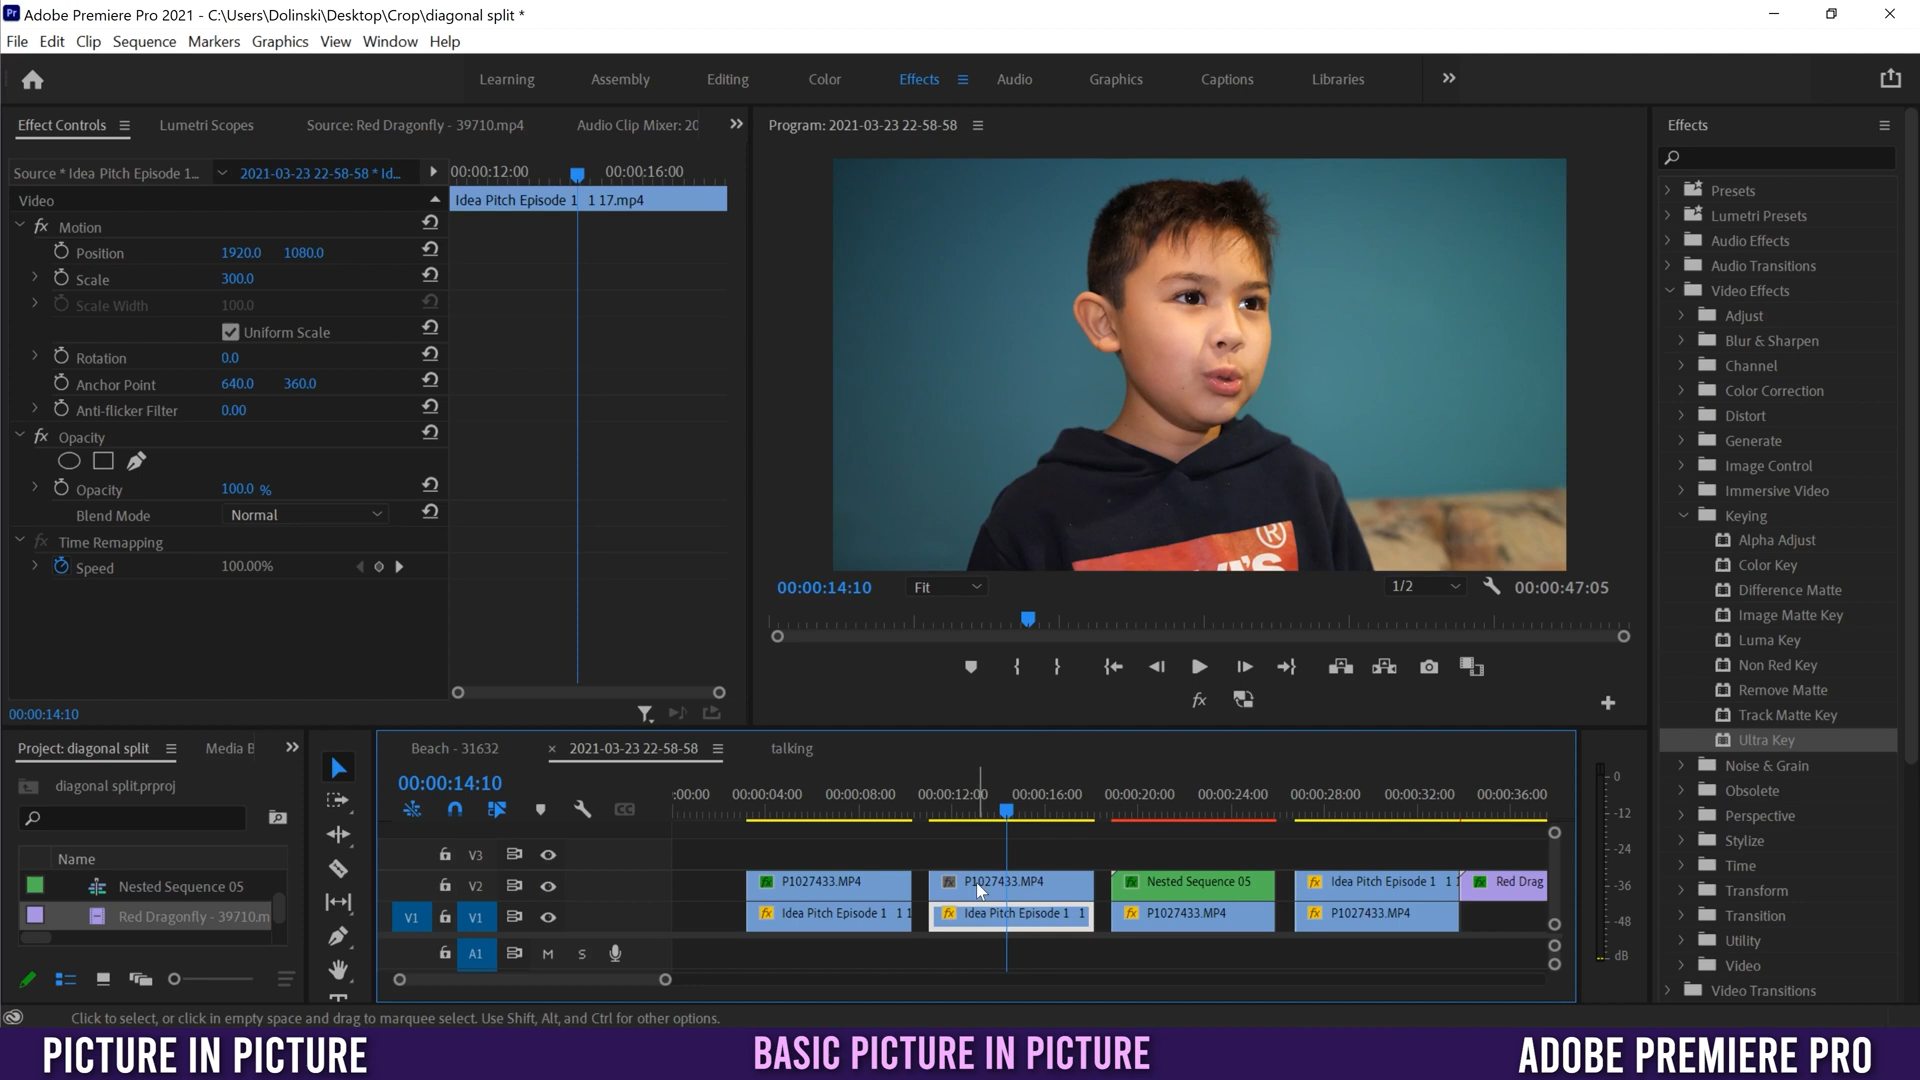 Adobe Premiere Pro 2021 - C:\Users\Dolinski\Desktop\Crop\diagonal split *
File Edit Clip Sequence Markers Graphics View Window Help
Learning Assembly Editing Color Effects Audio Graphics Captions Libraries
Effect Controls Lumetri Scopes Source: Red Dragonfly - 39710.mp4 Audio Clip Mixer: 20
Source * Idea Pitch Episode 1... 2021-03-23 22-58-58 * Id...
00:00:12:00 00:00:16:00
Video
Idea Pitch Episode 1 1 17.mp4
fx Motion
Position 1920.0 1080.0
Scale 300.0
Scale Width 100.0
Uniform Scale
Rotation 0.0
Anchor Point 640.0 360.0
Anti-flicker Filter 0.00
fx Opacity
Opacity 100.0 %
Blend Mode Normal
fx Time Remapping
Speed 100.00%
00:00:14:10
Program: 2021-03-23 22-58-58
®
00:00:14:10 Fit 1/2 00:00:47:05
fx
Effects
Presets
Lumetri Presets
Audio Effects
Audio Transitions
Video Effects
Adjust
Blur & Sharpen
Channel
Color Correction
Distort
Generate
Image Control
Immersive Video
Keying
Alpha Adjust
Color Key
Difference Matte
Image Matte Key
Luma Key
Non Red Key
Remove Matte
Track Matte Key
Ultra Key
Noise & Grain
Obsolete
Perspective
Stylize
Time
Transform
Transition
Utility
Video
Video Transitions
Project: diagonal split Media B
diagonal split.prproj
Name
Nested Sequence 05
Red Dragonfly - 39710.m
Beach - 31632 × 2021-03-23 22-58-58 talking
00:00:14:10
:00:00 00:00:04:00 00:00:08:00 00:00:12:00 00:00:16:00 00:00:20:00 00:00:24:00 00:00:28:00 00:00:32:00 00:00:36:00
V3
V2 fx P1027433.MP4 fx P1027433.MP4 fx Nested Sequence 05 fx Idea Pitch Episode 1 1 fx Red Drag
V1 V1 fx Idea Pitch Episode 1 1 1 fx Idea Pitch Episode 1 1 fx P1027433.MP4 fx P1027433.MP4
A1 M S
0
-12
-24
-36
-48
dB
Click to select, or click in empty space and drag to marquee select. Use Shift, Alt, and Ctrl for other options.
PICTURE IN PICTURE
BASIC PICTURE IN PICTURE
ADOBE PREMIERE PRO